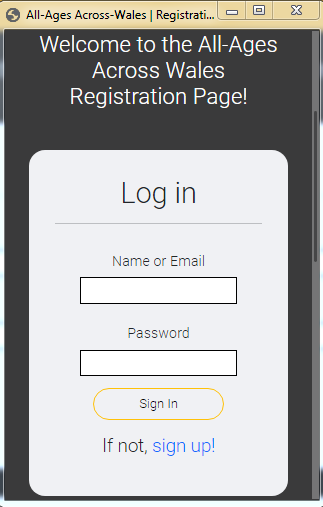 All-Ages Across-Wales | Registrati...
Welcome to the All-Ages
Across Wales
Registration Page!
Log in
Name or Email
Password
Sign In
If not, sign up!